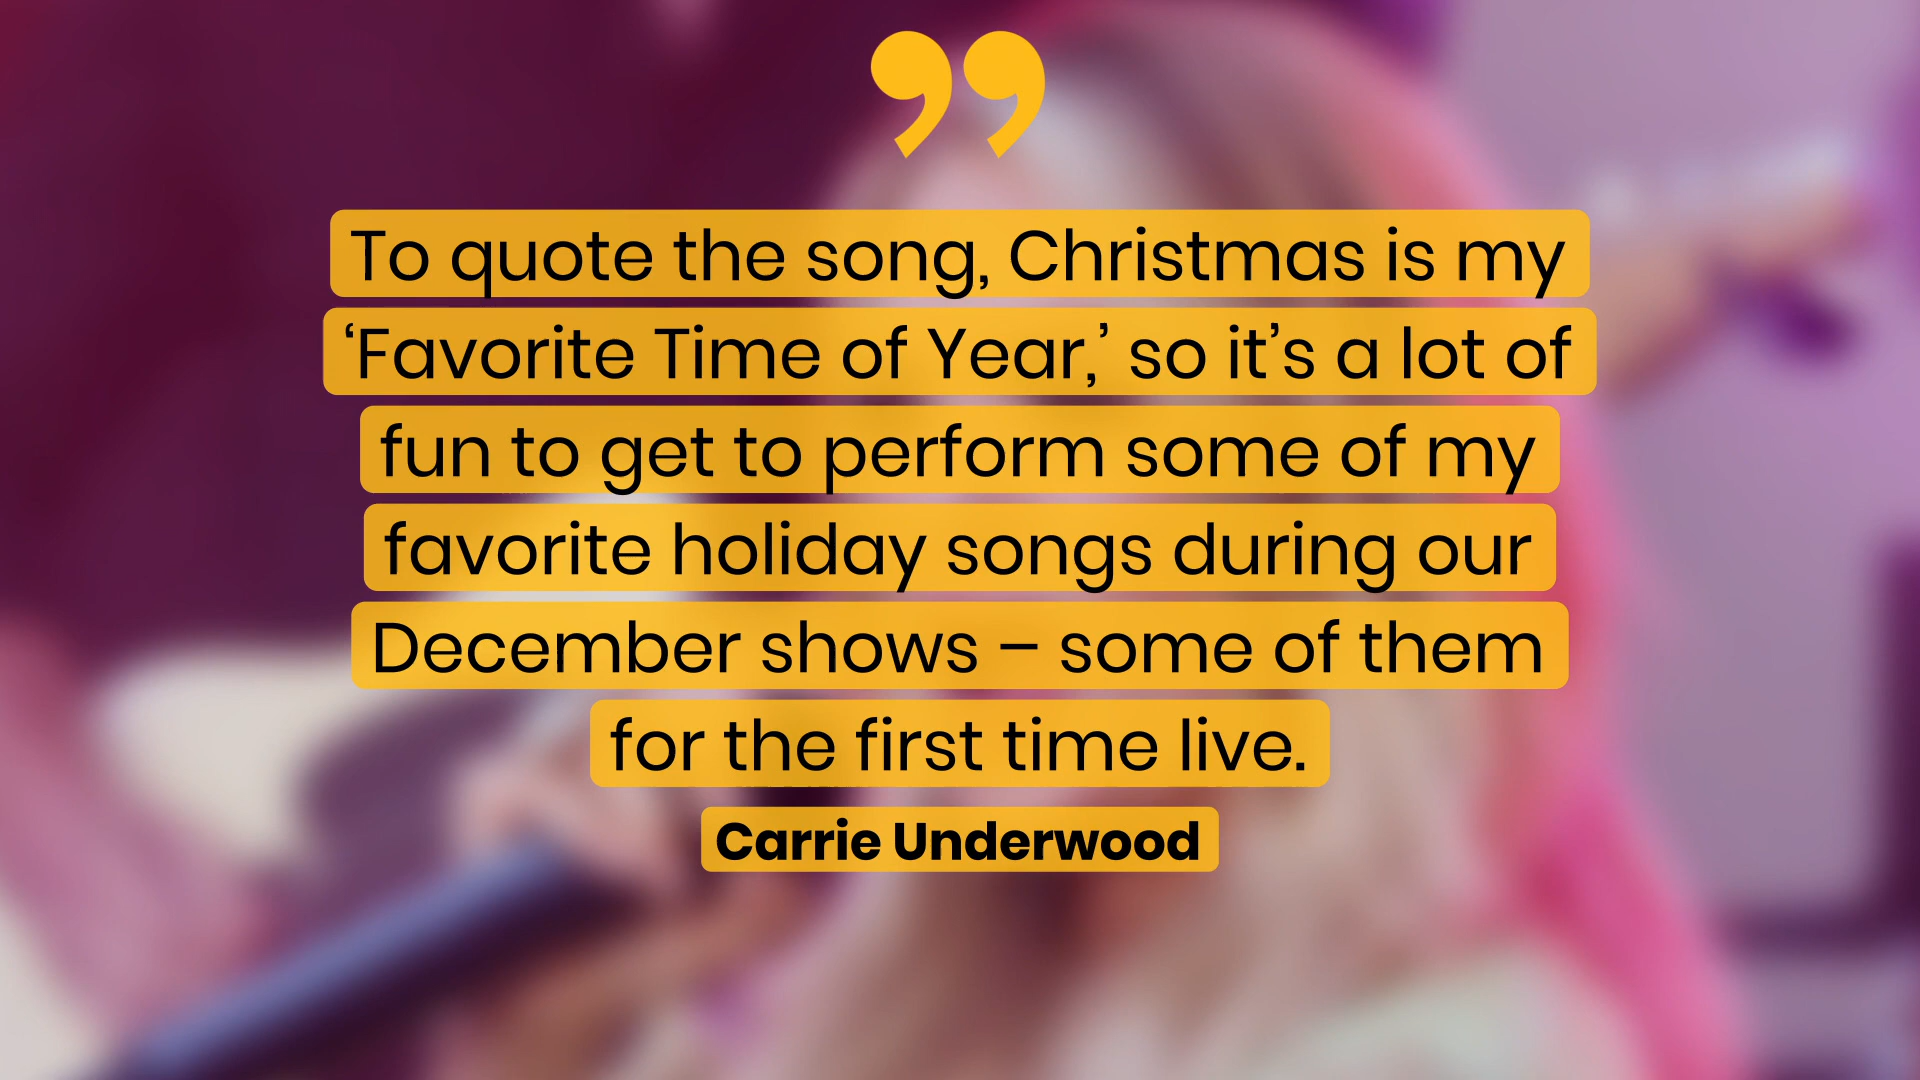 ”
To quote the song, Christmas is my
‘Favorite Time of Year,’ so it’s a lot of
fun to get to perform some of my
favorite holiday songs during our
December shows – some of them
for the first time live.
Carrie Underwood